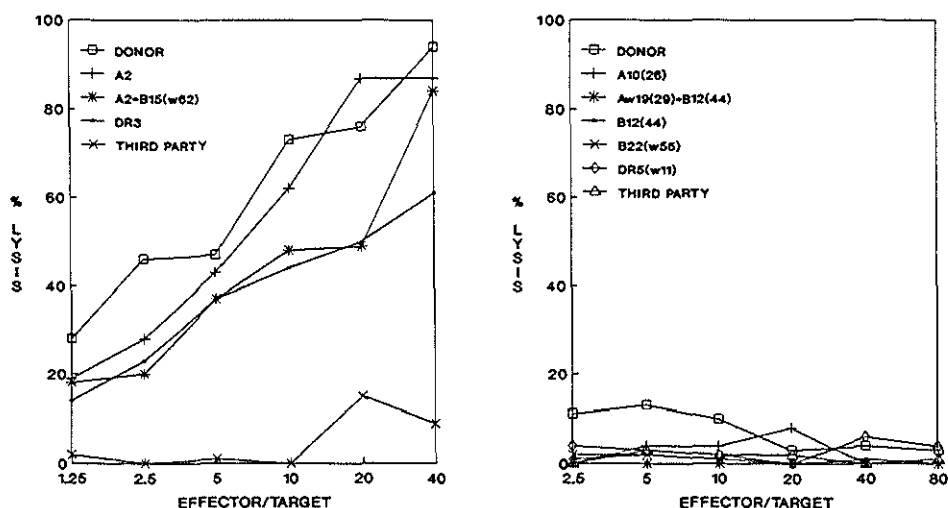 100
80
60
40
20
0
% LYSIS
DONOR
A2
A2+B15(w62)
DR3
THIRD PARTY
1.25
2.5
5
10
20
40
EFFECTOR/TARGET
100
80
60
40
20
0
% LYSIS
DONOR
A10(26)
Aw19(29)+B12(44)
B12(44)
B22(w56)
DR5(w11)
THIRD PARTY
2.5
5
10
20
40
80
EFFECTOR/TARGET